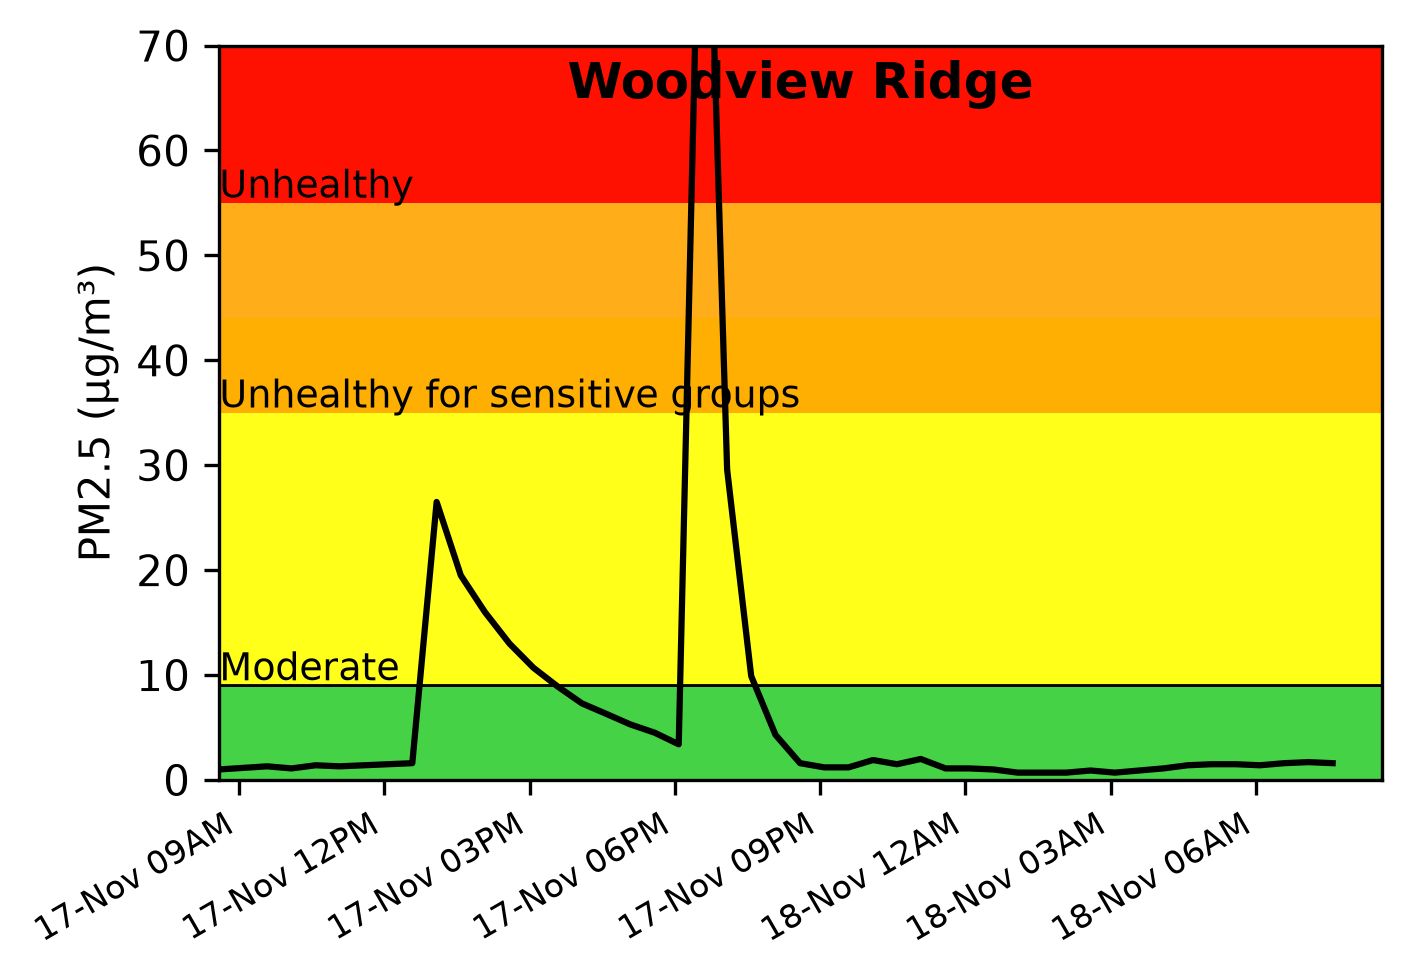 Woodview Ridge
70
60
Unhealthy
50
40
Unhealthy for sensitive groups
30
20
Moderate
10
0
PM2.5 (µg/m³)
17-Nov 09AM
17-Nov 12PM
17-Nov 03PM
17-Nov 06PM
17-Nov 09PM
18-Nov 12AM
18-Nov 03AM
18-Nov 06AM